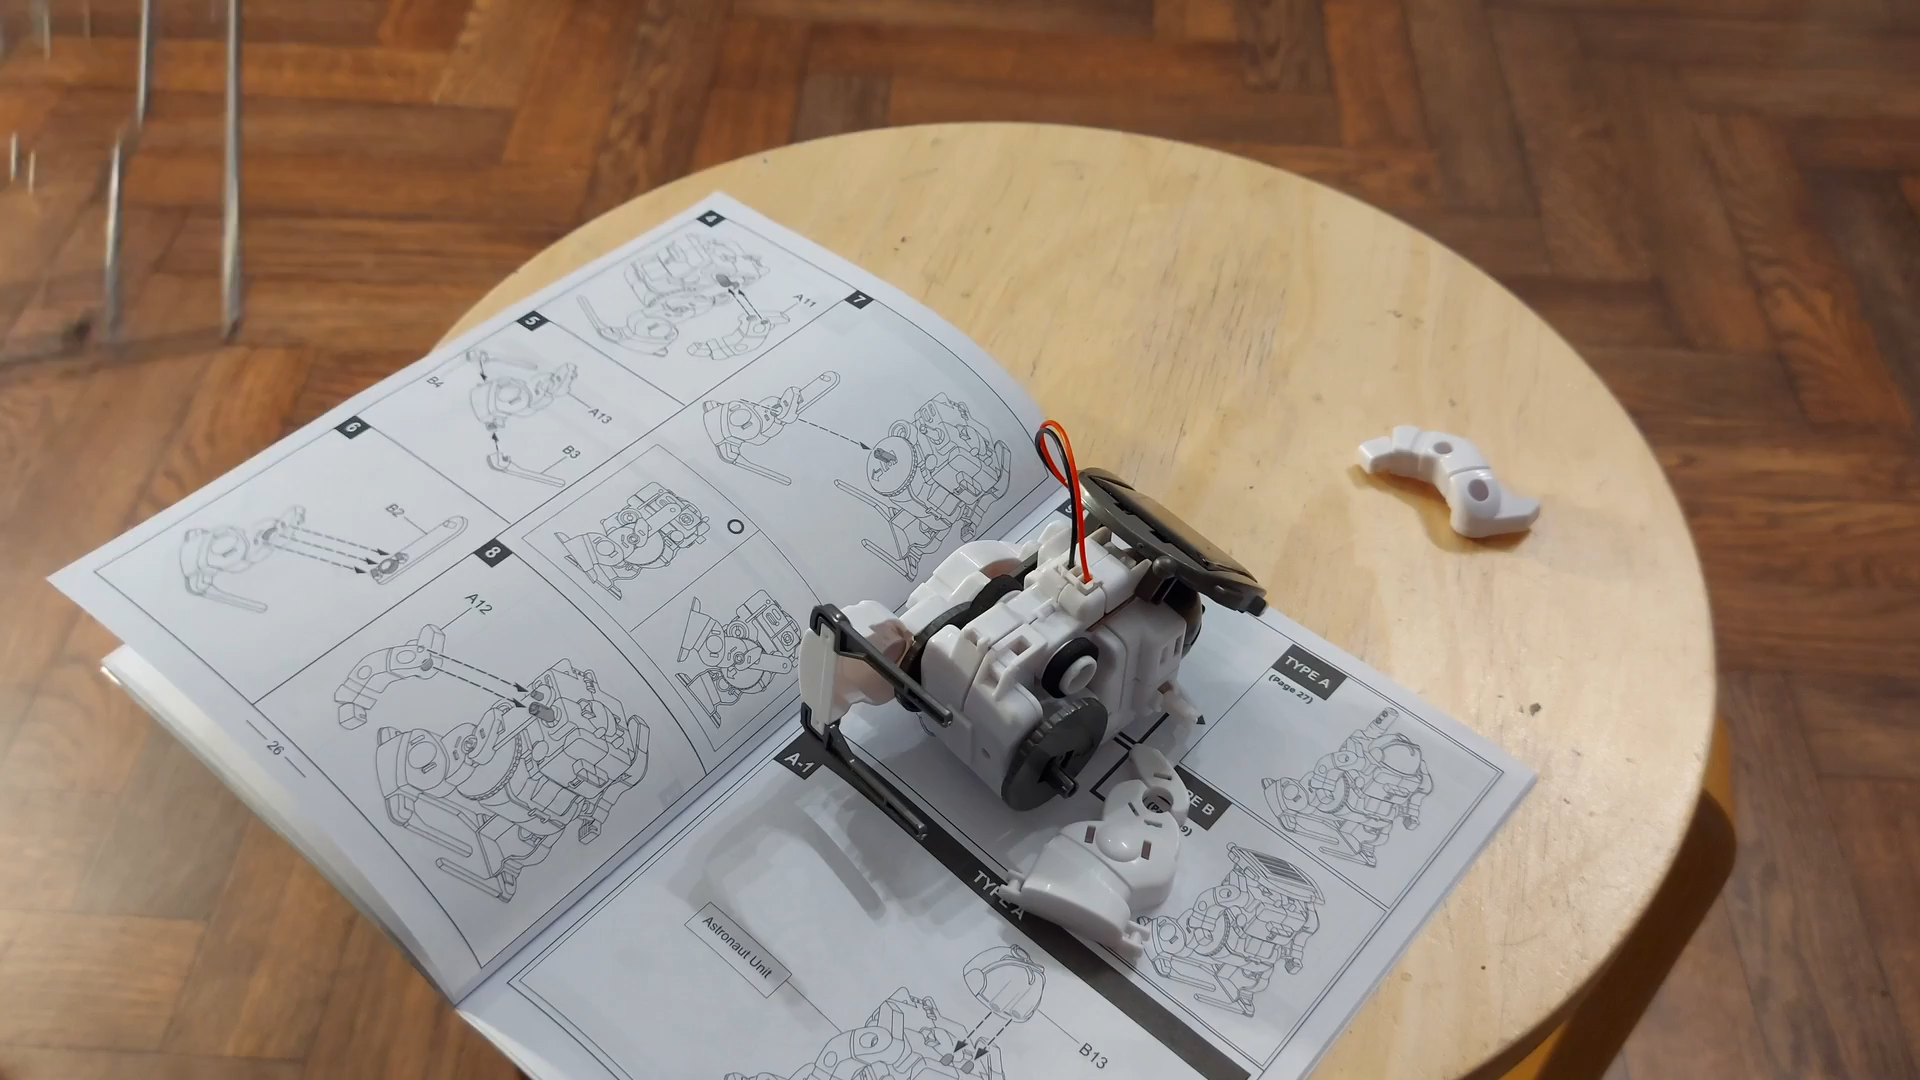 4
A11
5
B4
A13
B3
6
B2
7
8
A12
26
TYPE A
(Page 27)
A-1
TYPE A
Astronaut Unit
B13